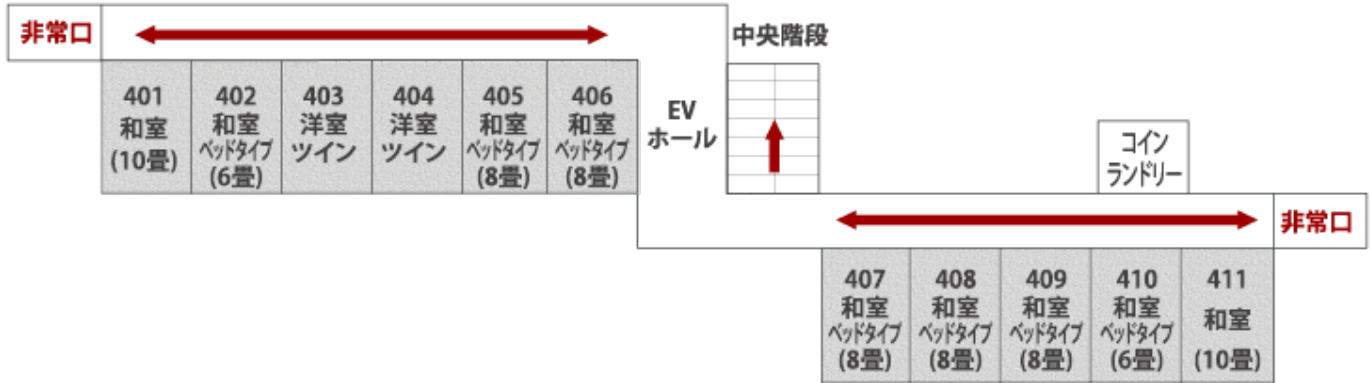 非常口
中央階段
401
和室
(10畳)
402
和室
ベッドタイプ
(6畳)
403
洋室
ツイン
404
洋室
ツイン
405
和室
ベッドタイプ
(8畳)
406
和室
ベッドタイプ
(8畳)
EV
ホール
コイン
ランドリー
非常口
407
和室
ベッドタイプ
(8畳)
408
和室
ベッドタイプ
(8畳)
409
和室
ベッドタイプ
(8畳)
410
和室
ベッドタイプ
(6畳)
411
和室
(10畳)